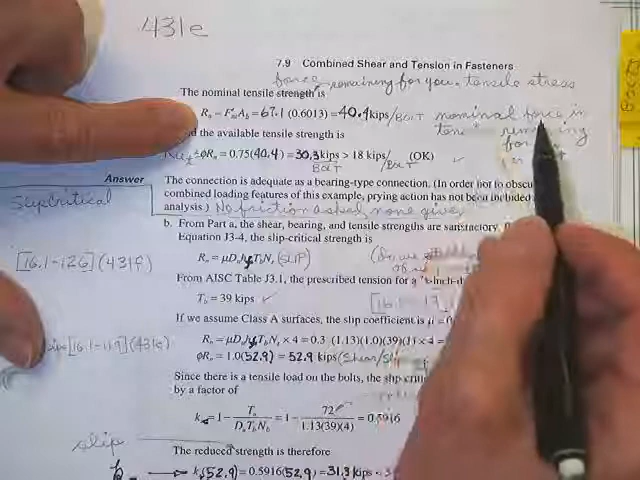 431e
7.9 Combined Shear and Tension in Fasteners
force remaining for you - tensile stress
The nominal tensile strength is
Rn = F'nt Ab = 67.1 (0.6013) = 40.4 kips/BOLT nominal force in
the available tensile strength is
φRn = 0.75(40.4) = 30.3 kips > 18 kips/ (OK)
BOLT BOLT
Answer The connection is adequate as a bearing-type connection. (In order not to obscu
Slip critical combined loading features of this example, prying action has not been included
analysis.) No friction asked, none given
b. From Part a, the shear, bearing, and tensile strengths are satisfactory.
Equation J3-4, the slip-critical strength is
[16.1-126] (431f) Rn = μDuhfTbNs (SLIP)
From AISC Table J3.1, the prescribed tension for a
Tb = 39 kips
If we assume Class A surfaces, the slip coefficient is μ =
[16.1-119] (431e) Rn = μDuhfTbNs × 4 = 0.3 (1.13)(1.0)(39)(1) × 4 =
φRn = 1.0(52.9) = 52.9 kips (Shear/
Since there is a tensile load on the bolts, the slip-crit
by a factor of
k = 1 − Tu/DuTbNb = 1 − 72/1.13(39)(4) = 0.5916
slip The reduced strength is therefore
k(52.9) = 0.5916(52.9) = 31.3 kips